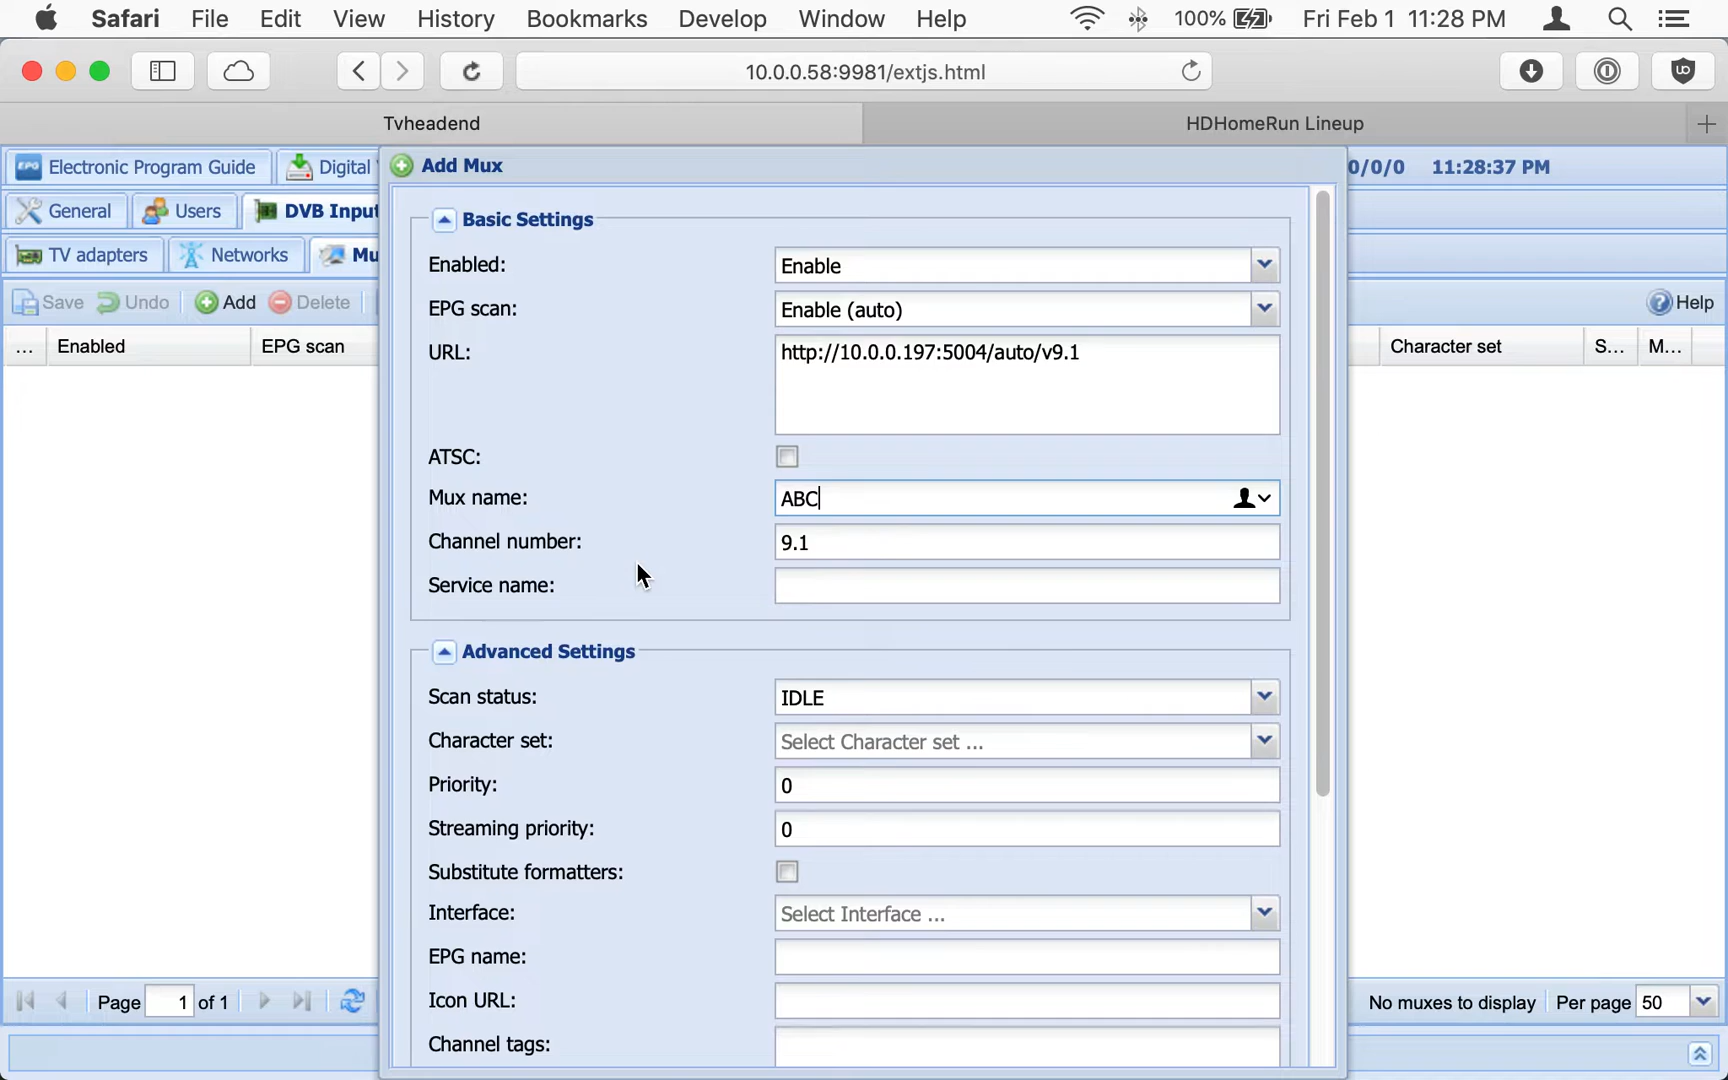 Safari File Edit View History Bookmarks Develop Window Help 100% Fri Feb 1 11:28 PM
10.0.0.58:9981/extjs.html
Tvheadend HDHomeRun Lineup
EPG Electronic Program Guide Digital Add Mux 0/0/0 11:28:37 PM
General Users DVB Input
Basic Settings
TV adapters Networks Mu
Enabled: Enable
Save Undo Add Delete Help
EPG scan: Enable (auto)
... Enabled EPG scan Character set S... M...
URL: http://10.0.0.197:5004/auto/v9.1
ATSC:
Mux name: ABC
Channel number: 9.1
Service name:
Advanced Settings
Scan status: IDLE
Character set: Select Character set ...
Priority: 0
Streaming priority: 0
Substitute formatters:
Interface: Select Interface ...
EPG name:
Icon URL:
Page 1 of 1 No muxes to display Per page 50
Channel tags: